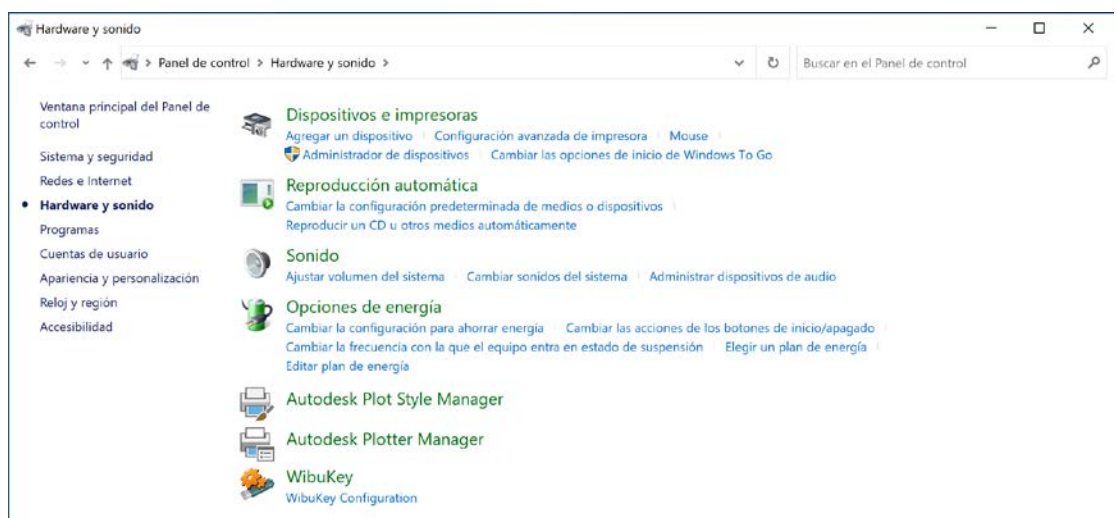 Hardware y sonido
Panel de control > Hardware y sonido >
Buscar en el Panel de control
Ventana principal del Panel de
control
Sistema y seguridad
Redes e Internet
Hardware y sonido
Programas
Cuentas de usuario
Apariencia y personalización
Reloj y región
Accesibilidad
Dispositivos e impresoras
Agregar un dispositivo Configuración avanzada de impresora Mouse
Administrador de dispositivos Cambiar las opciones de inicio de Windows To Go
Reproducción automática
Cambiar la configuración predeterminada de medios o dispositivos
Reproducir un CD u otros medios automáticamente
Sonido
Ajustar volumen del sistema Cambiar sonidos del sistema Administrar dispositivos de audio
Opciones de energía
Cambiar la configuración para ahorrar energía Cambiar las acciones de los botones de inicio/apagado
Cambiar la frecuencia con la que el equipo entra en estado de suspensión Elegir un plan de energía
Editar plan de energía
Autodesk Plot Style Manager
Autodesk Plotter Manager
WibuKey
WibuKey Configuration